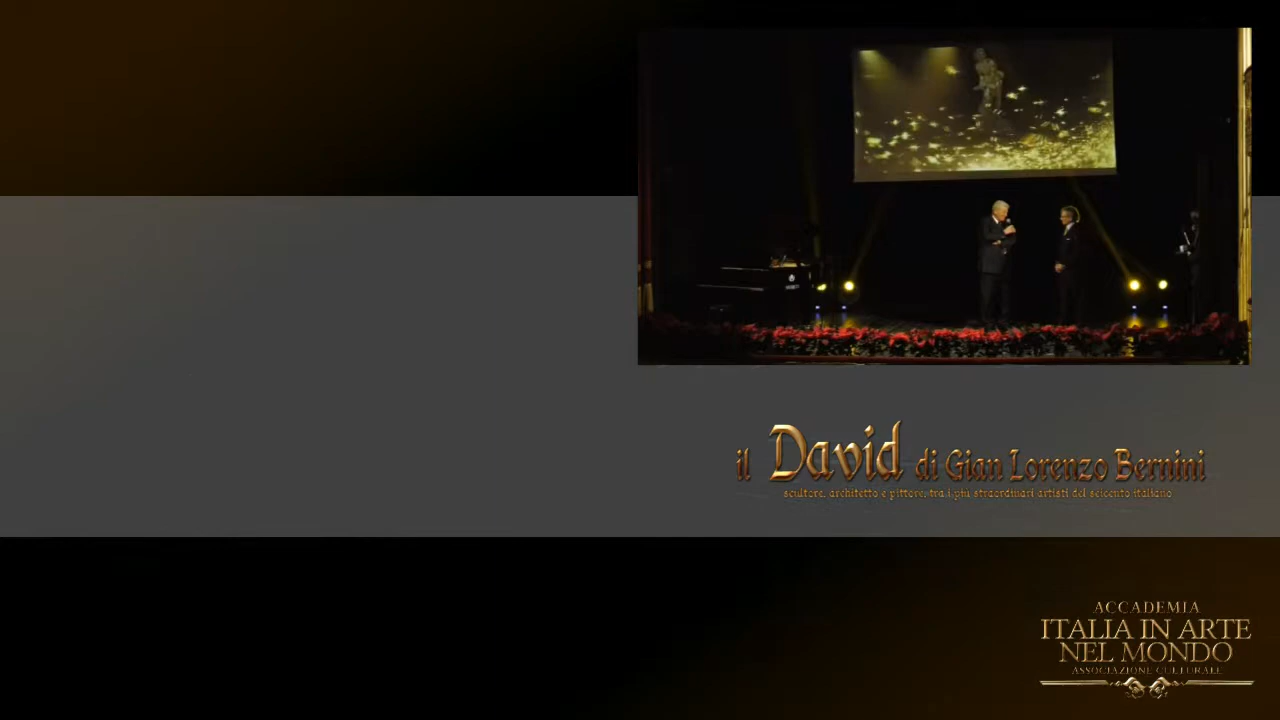 il David di Gian Lorenzo Bernini
scultore, architetto e pittore, tra i più straordinari artisti del seicento italiano
ACCADEMIA
ITALIA IN ARTE
NEL MONDO
ASSOCIAZIONE CULTURALE